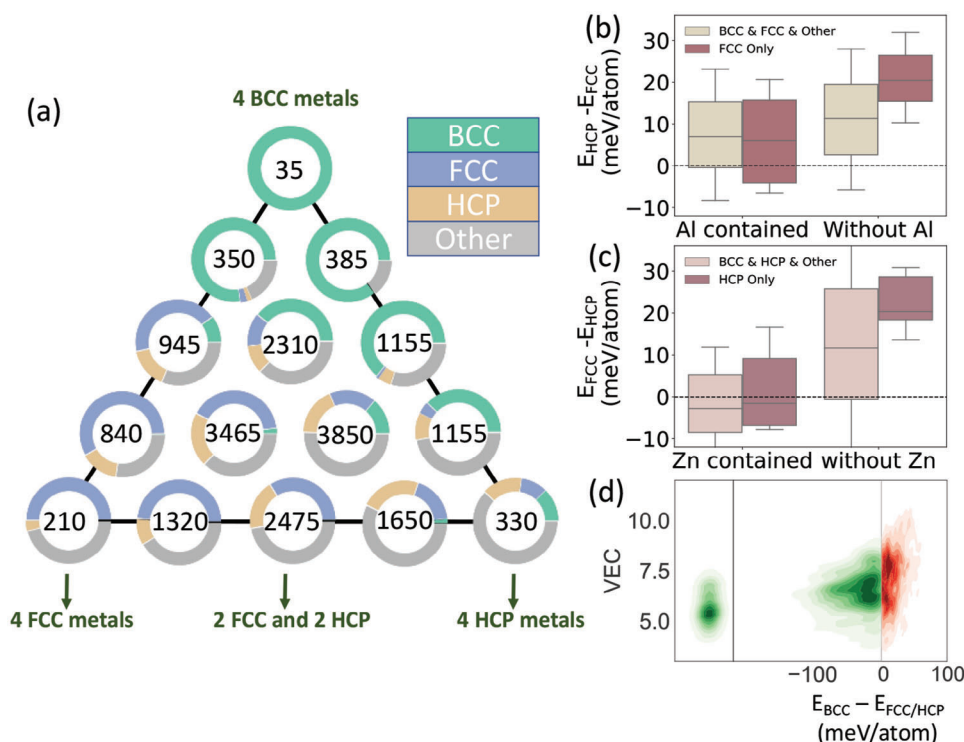 (a)
4 BCC metals
BCC
FCC
HCP
Other
35
350
385
945
2310
1155
840
3465
3850
1155
210
1320
2475
1650
330
4 FCC metals
2 FCC and 2 HCP
4 HCP metals
(b)
BCC & FCC & Other
FCC Only
E_HCP -E_FCC
(meV/atom)
30
20
10
0
−10
Al contained
Without Al
(c)
BCC & HCP & Other
HCP Only
E_FCC -E_HCP
(meV/atom)
30
20
10
0
−10
Zn contained
without Zn
(d)
VEC
10.0
7.5
5.0
−100
0
100
E_BCC − E_FCC/HCP
(meV/atom)